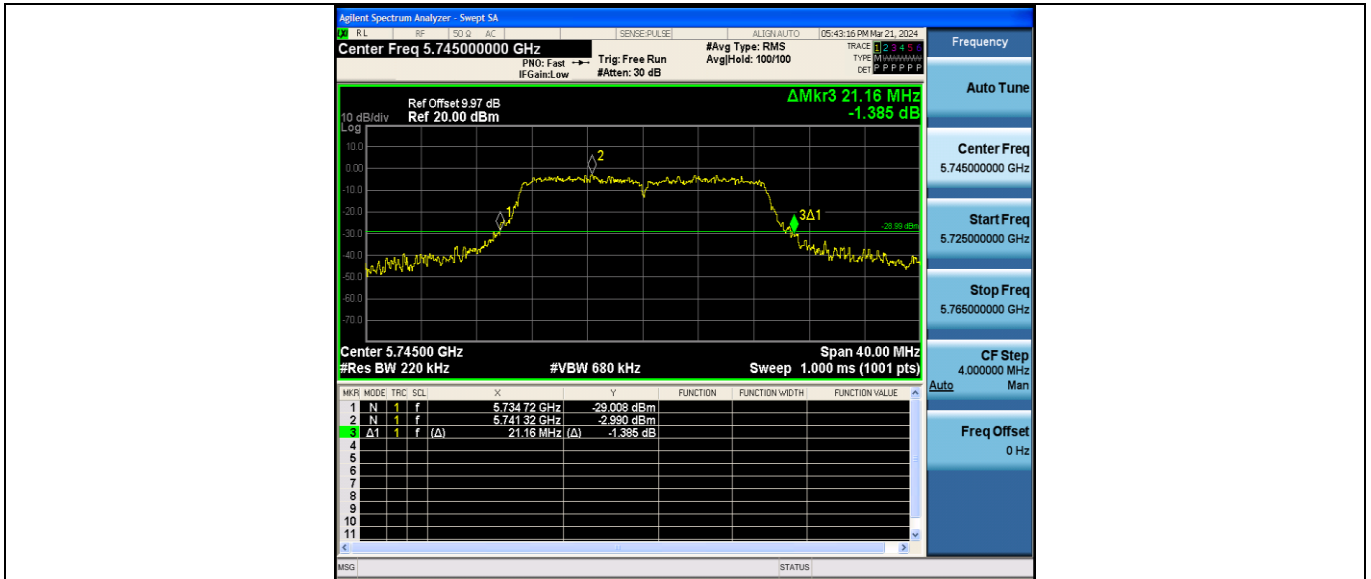 Agilent Spectrum Analyzer - Swept SA
LXI RL RF 50 Ω AC SENSE:PULSE ALIGN AUTO 05:43:16 PM Mar 21, 2024
Center Freq 5.745000000 GHz
PNO: Fast
IFGain:Low
Trig: Free Run
#Atten: 30 dB
#Avg Type: RMS
Avg|Hold: 100/100
TRACE 1 2 3 4 5 6
TYPE M W W W W W
DET P P P P P P
Ref Offset 9.97 dB
10 dB/div Ref 20.00 dBm
Log
ΔMkr3 21.16 MHz
-1.385 dB
10.0
0.00
-10.0
-20.0
-30.0
-40.0
-50.0
-60.0
-70.0
1
2
3Δ1
-28.99 dBm
Center 5.74500 GHz Span 40.00 MHz
#Res BW 220 kHz #VBW 680 kHz Sweep 1.000 ms (1001 pts)
MKR MODE TRC SCL X Y FUNCTION FUNCTION WIDTH FUNCTION VALUE
1 N 1 f 5.734 72 GHz -29.008 dBm
2 N 1 f 5.741 32 GHz -2.990 dBm
3 Δ1 1 f (Δ) 21.16 MHz (Δ) -1.385 dB
4
5
6
7
8
9
10
11
MSG STATUS
Frequency
Auto Tune
Center Freq
5.745000000 GHz
Start Freq
5.725000000 GHz
Stop Freq
5.765000000 GHz
CF Step
4.000000 MHz
Auto Man
Freq Offset
0 Hz